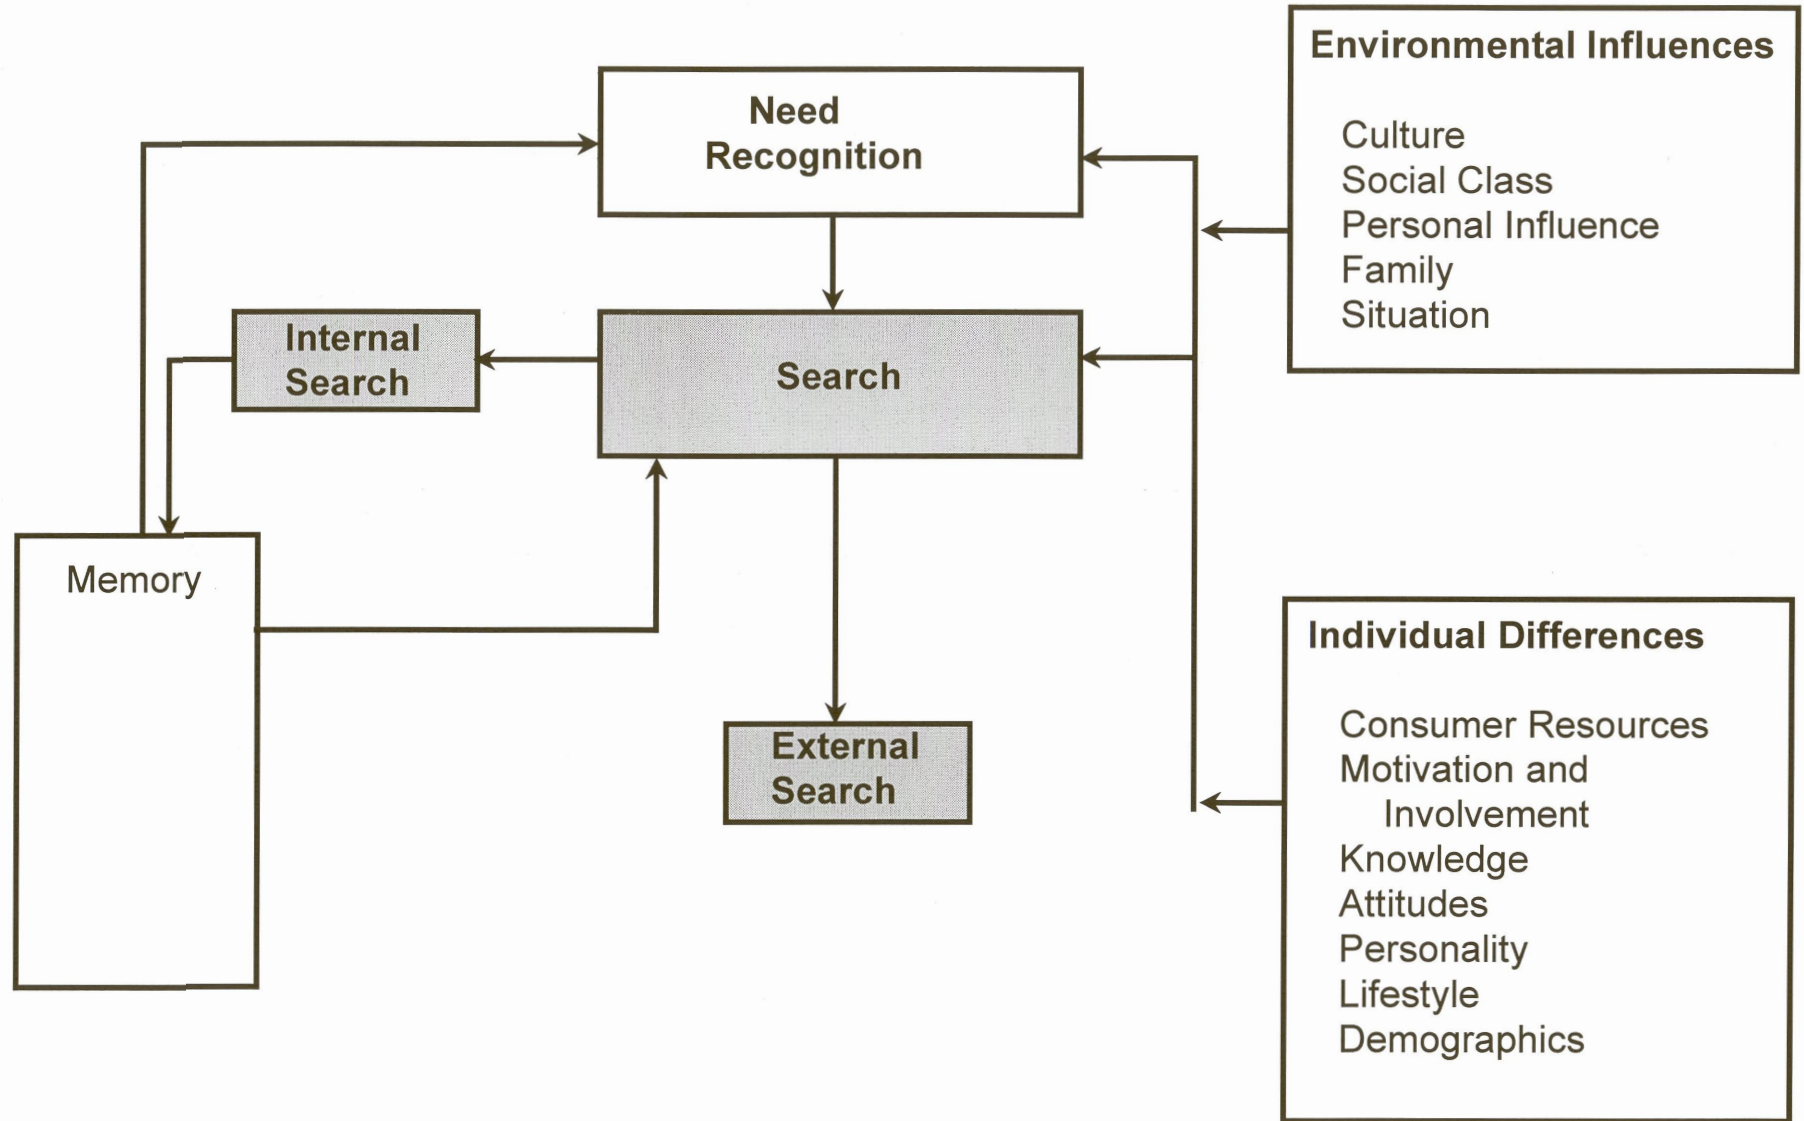 Need
Recognition
Internal
Search
Search
Memory
External
Search
Environmental Influences
Culture
Social Class
Personal Influence
Family
Situation
Individual Differences
Consumer Resources
Motivation and
Involvement
Knowledge
Attitudes
Personality
Lifestyle
Demographics